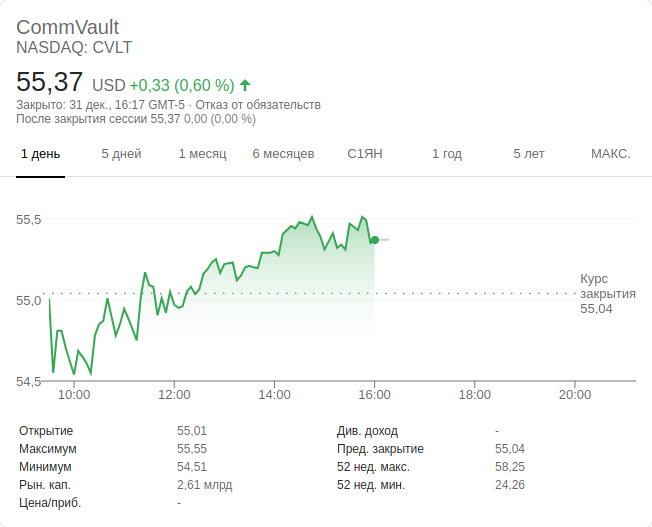 CommVault
NASDAQ: CVLT
55,37 USD +0,33 (0,60 %)
Закрыто: 31 дек., 16:17 GMT-5 · Отказ от обязательств
После закрытия сессии 55,37 0,00 (0,00 %)
1 день 5 дней 1 месяц 6 месяцев С1ЯН 1 год 5 лет МАКС.
55,5
55,0
54,5
Курс
закрытия
55,04
10:00 12:00 14:00 16:00 18:00 20:00
Открытие 55,01 Див. доход -
Максимум 55,55 Пред. закрытие 55,04
Минимум 54,51 52 нед. макс. 58,25
Рын. кап. 2,61 млрд 52 нед. мин. 24,26
Цена/приб. -